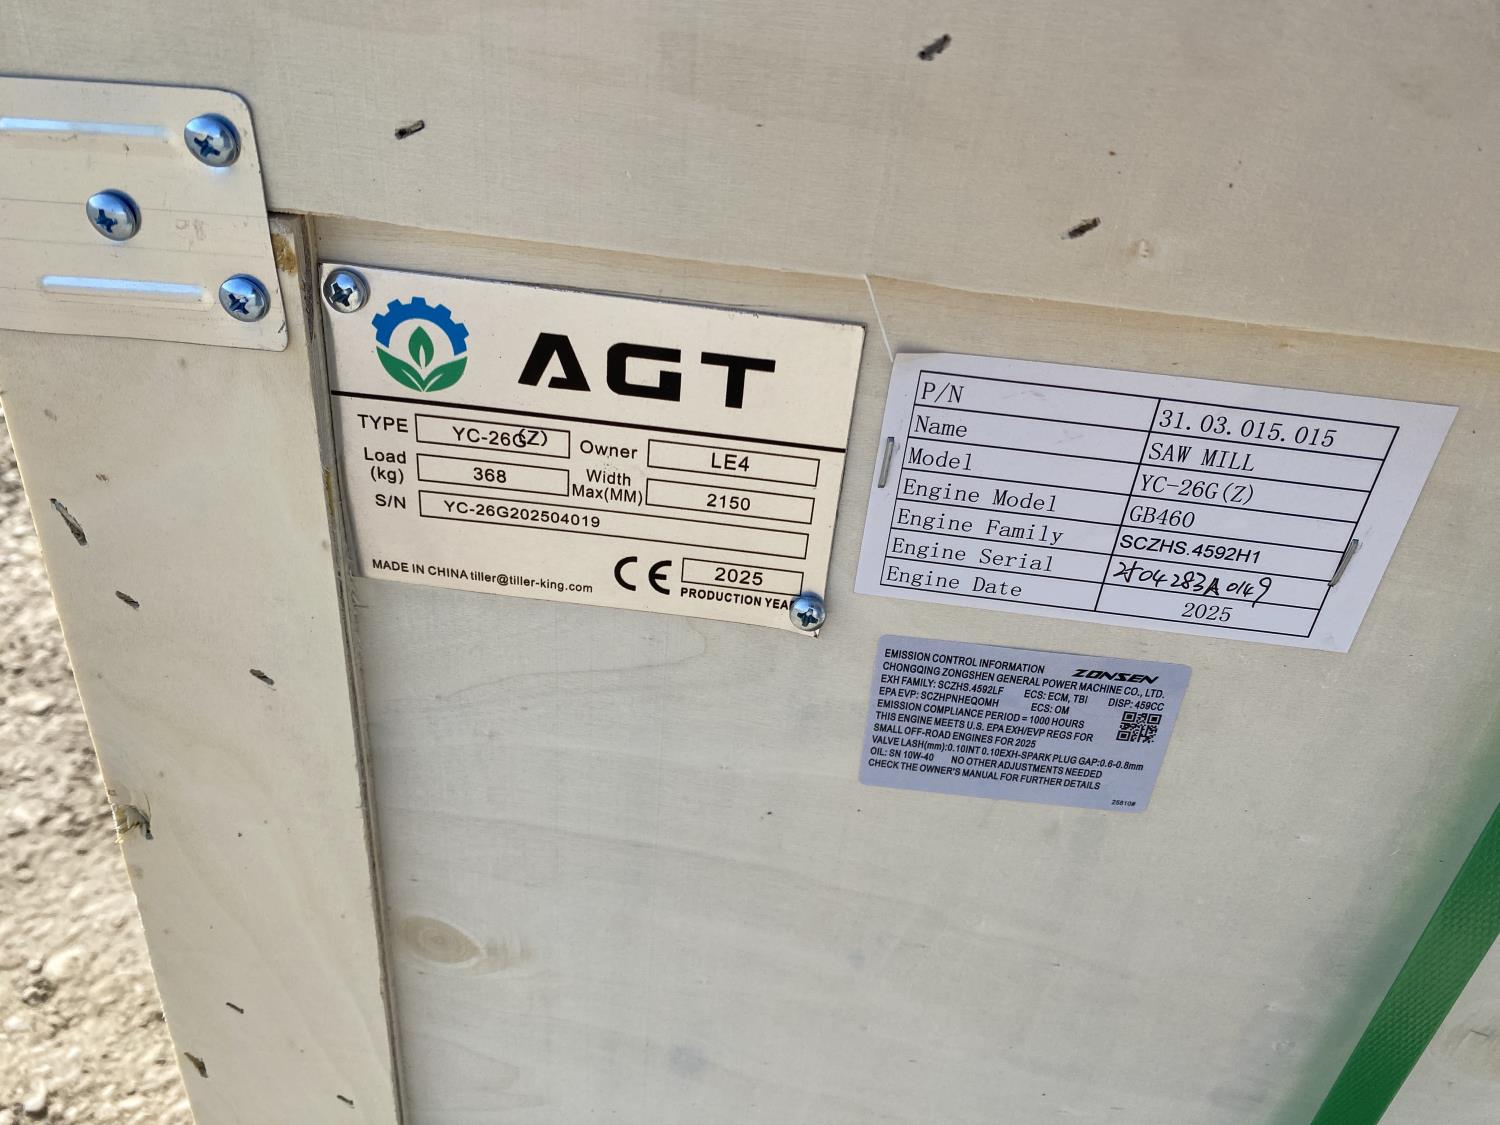 AGT
TYPE YC-26G(Z) Owner LE4
Load (kg) 368 Width Max(MM) 2150
S/N YC-26G202504019
MADE IN CHINA tiller@tiller-king.com CE 2025
PRODUCTION YEA
P/N 31.03.015.015
Name SAW MILL
Model YC-26G(Z)
Engine Model GB460
Engine Family SCZHS.4592H1
Engine Serial 04283A0149
Engine Date 2025
EMISSION CONTROL INFORMATION ZONSEN
CHONGQING ZONGSHEN GENERAL POWER MACHINE CO., LTD.
EXH FAMILY: SCZHS.4592LF ECS: ECM, TBI DISP: 459CC
EPA EVP: SCZHPNHEQOMH ECS: OM
EMISSION COMPLIANCE PERIOD = 1000 HOURS
THIS ENGINE MEETS U.S. EPA EXH/EVP REGS FOR
SMALL OFF-ROAD ENGINES FOR 2025
VALVE LASH(mm):0.10INT 0.10EXH-SPARK PLUG GAP:0.6-0.8mm
OIL: SN 10W-40 NO OTHER ADJUSTMENTS NEEDED
CHECK THE OWNER'S MANUAL FOR FURTHER DETAILS
25810#